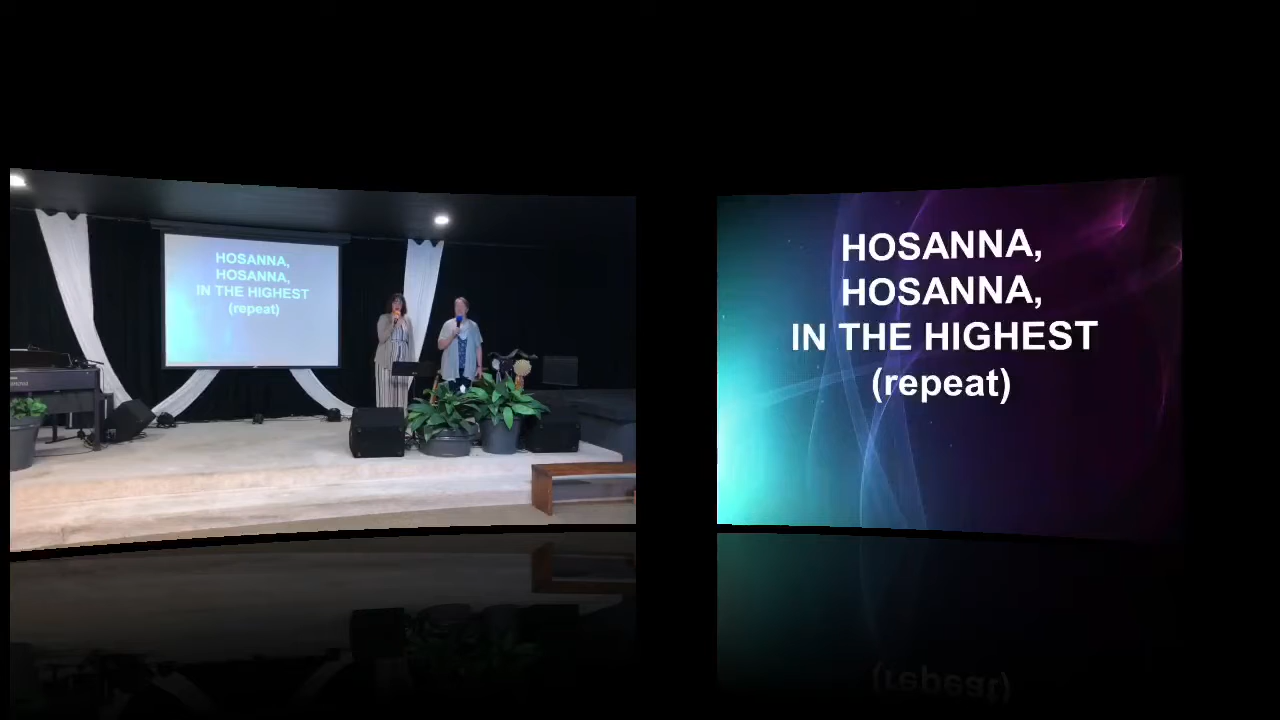 HOSANNA,
HOSANNA,
IN THE HIGHEST
(repeat)
HOSANNA,
HOSANNA,
IN THE HIGHEST
(repeat)